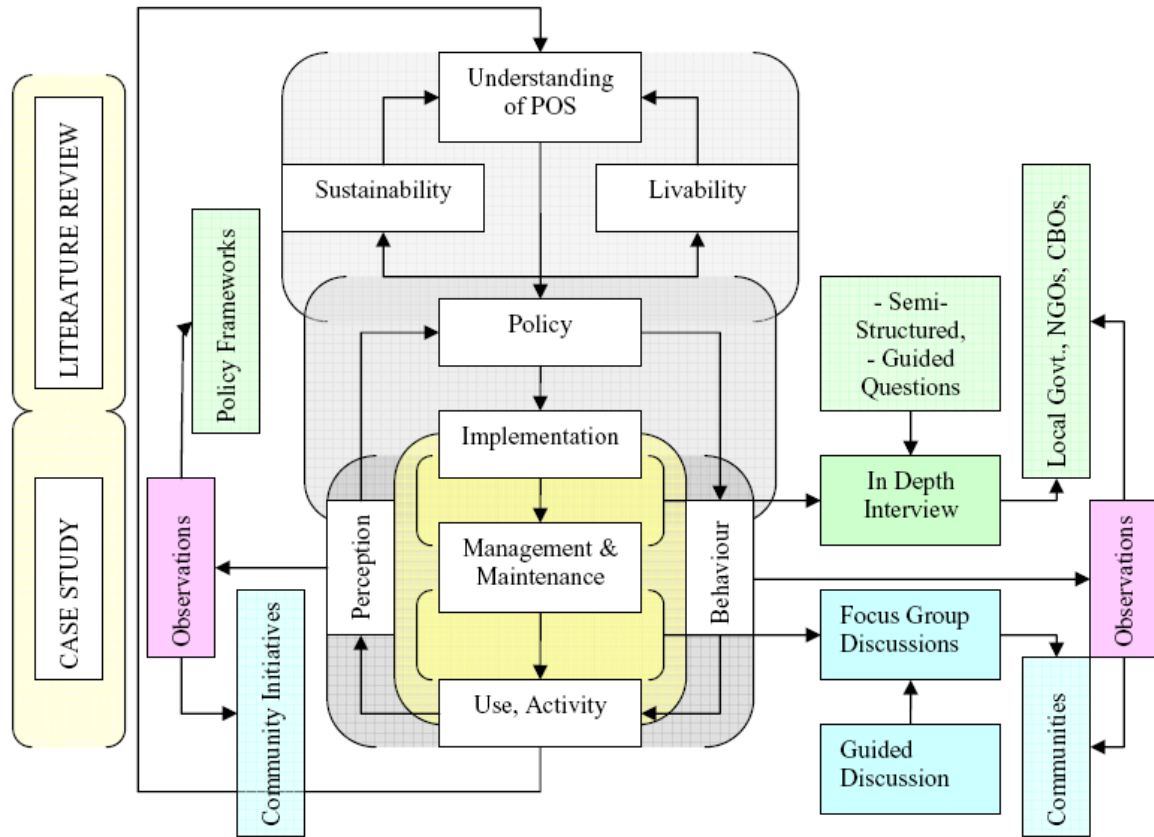 Understanding
of POS
LITERATURE REVIEW
Sustainability
Livability
Policy Frameworks
Local Govt., NGOs, CBOs,
- Semi-
Structured,
- Guided
Questions
Policy
Implementation
In Depth
Interview
CASE STUDY
Observations
Perception
Management &
Maintenance
Behaviour
Observations
Community Initiatives
Focus Group
Discussions
Use, Activity
Guided
Discussion
Communities